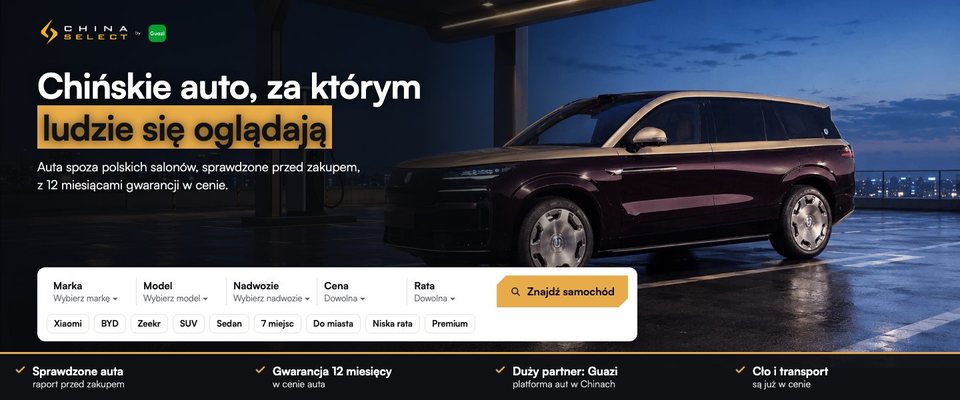 CHINA
SELECT
by
Guazi
Chińskie auto, za którym
ludzie się oglądają
Auta spoza polskich salonów, sprawdzone przed zakupem,
z 12 miesiącami gwarancji w cenie.
Marka
Wybierz markę
Model
Wybierz model
Nadwozie
Wybierz nadwozie
Cena
Dowolna
Rata
Dowolna
Znajdź samochód
Xiaomi
BYD
Zeekr
SUV
Sedan
7 miejsc
Do miasta
Niska rata
Premium
Sprawdzone auta
raport przed zakupem
Gwarancja 12 miesięcy
w cenie auta
Duży partner: Guazi
platforma aut w Chinach
Cło i transport
są już w cenie